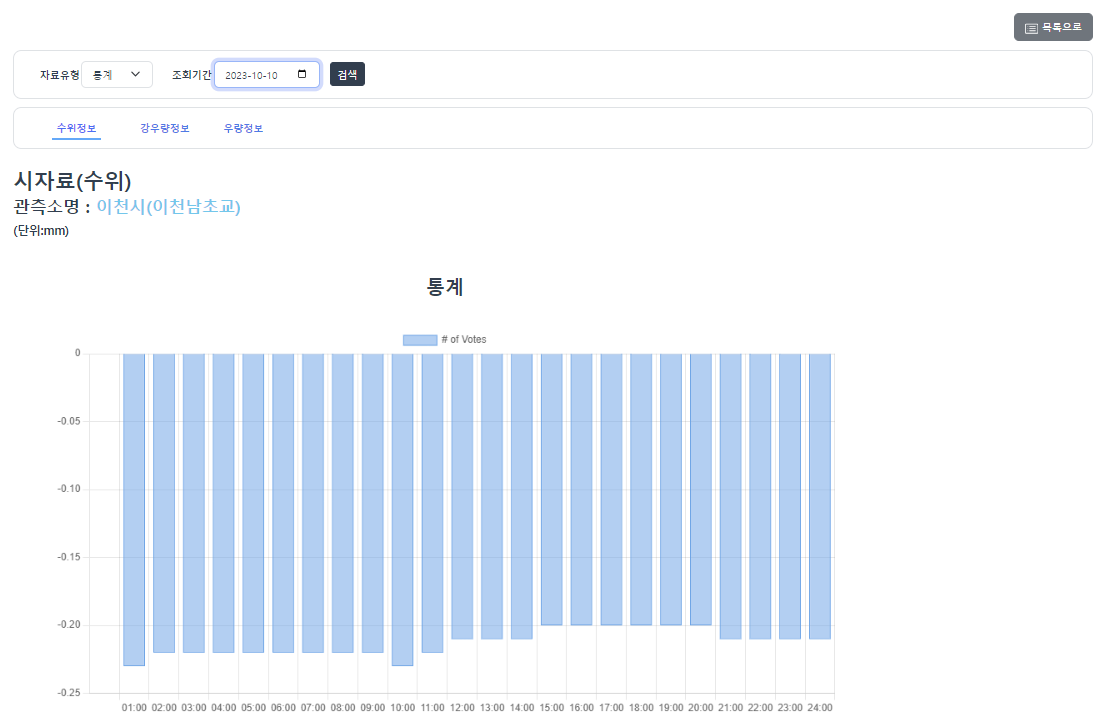 목록으로
자료유형 통계 조회기간 2023-10-10 검색
수위정보 강우량정보 우량정보
시자료(수위)
관측소명 : 이천시(이천남초교)
(단위:mm)
통계
# of Votes
0
-0.05
-0.10
-0.15
-0.20
-0.25
01:00 02:00 03:00 04:00 05:00 06:00 07:00 08:00 09:00 10:00 11:00 12:00 13:00 14:00 15:00 16:00 17:00 18:00 19:00 20:00 21:00 22:00 23:00 24:00